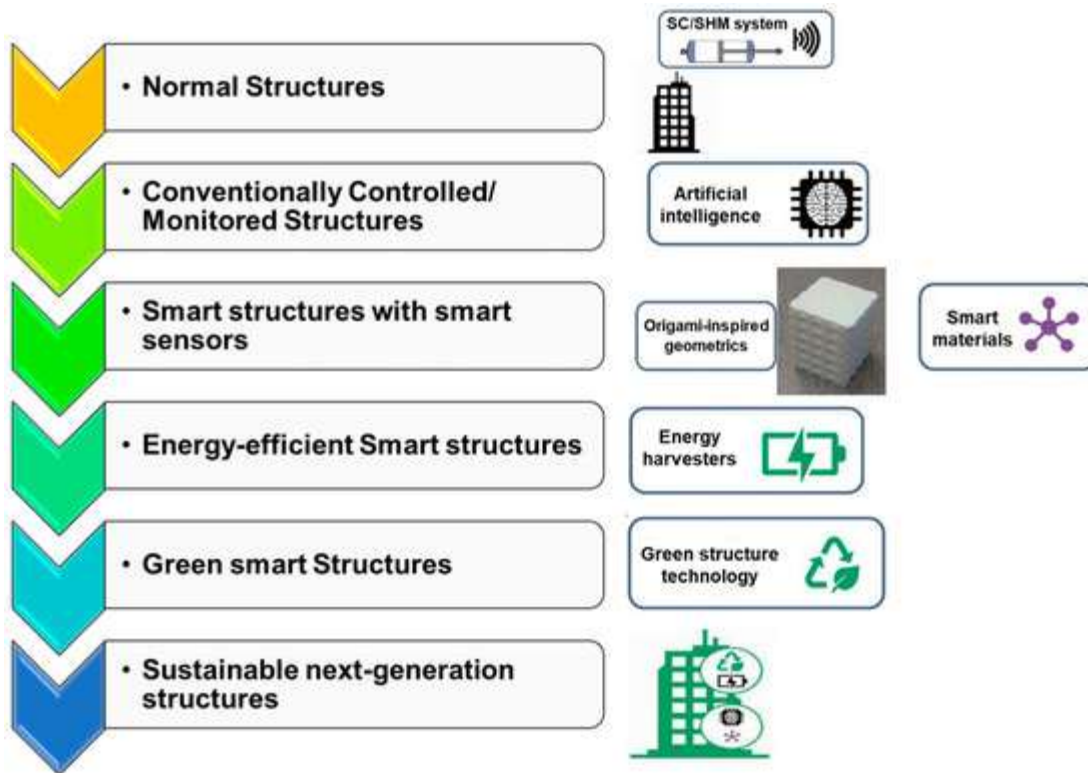 SC/SHM system
• Normal Structures
• Conventionally Controlled/
Monitored Structures
Artificial
intelligence
• Smart structures with smart
sensors
Origami-inspired
geometrics
Smart
materials
• Energy-efficient Smart structures
Energy
harvesters
• Green smart Structures
Green structure
technology
• Sustainable next-generation
structures